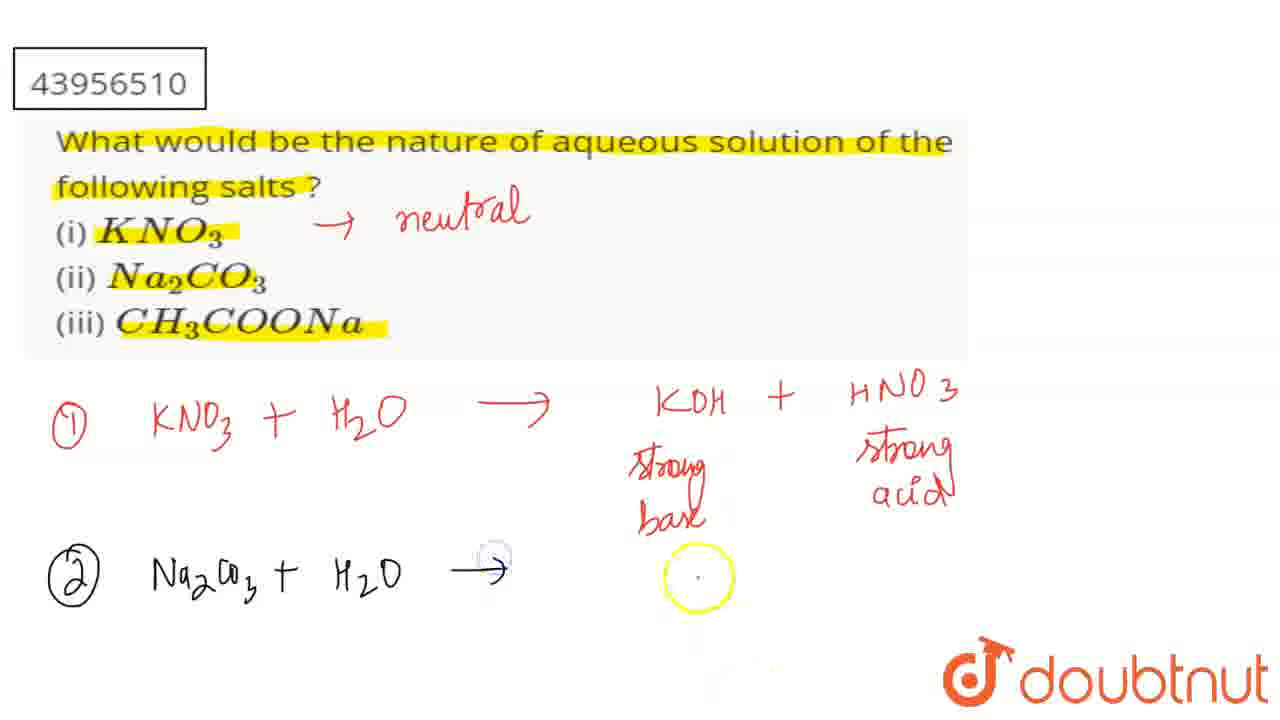 43956510
What would be the nature of aqueous solution of the
following salts ?
(i) KNO₃ → neutral
(ii) Na₂CO₃
(iii) CH₃COONa
① KNO₃ + H₂O → KOH + HNO₃
strong base strong acid
② Na₂CO₃ + H₂O →
doubtnut